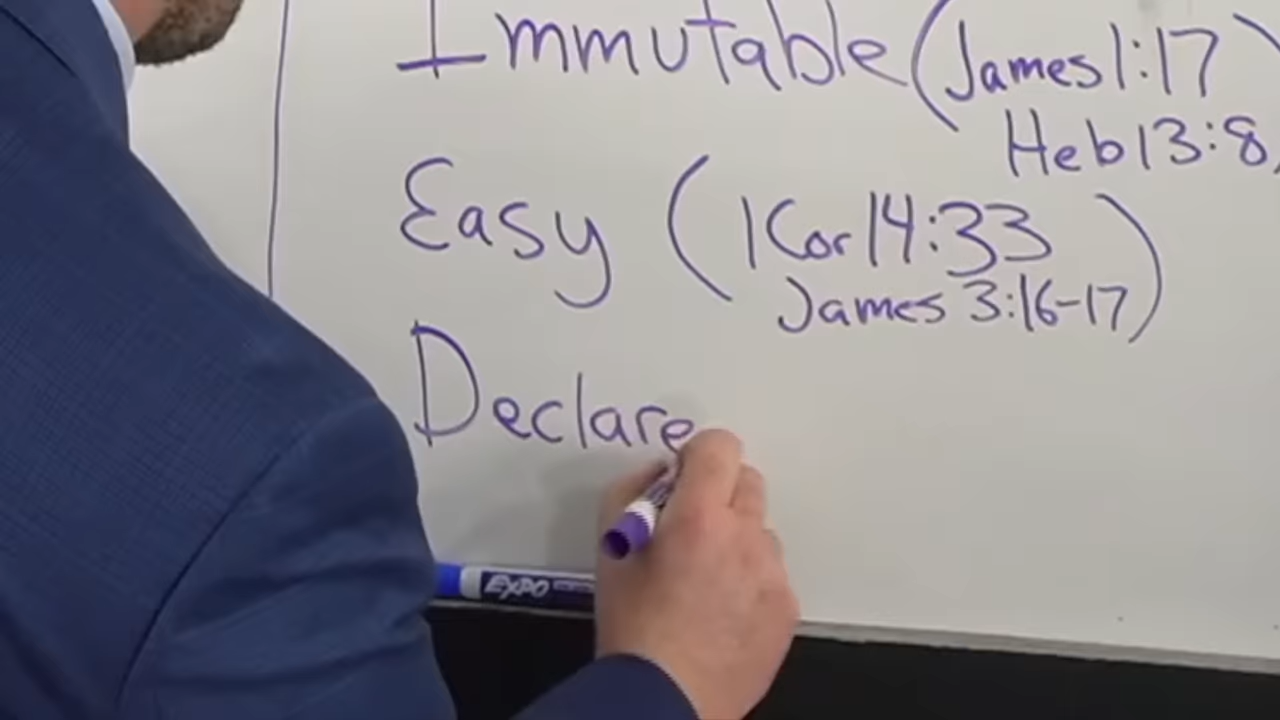 Immutable (James 1:17)
Heb 13:8,
Easy (1 Cor 14:33
James 3:16-17)
Declare
EXPO